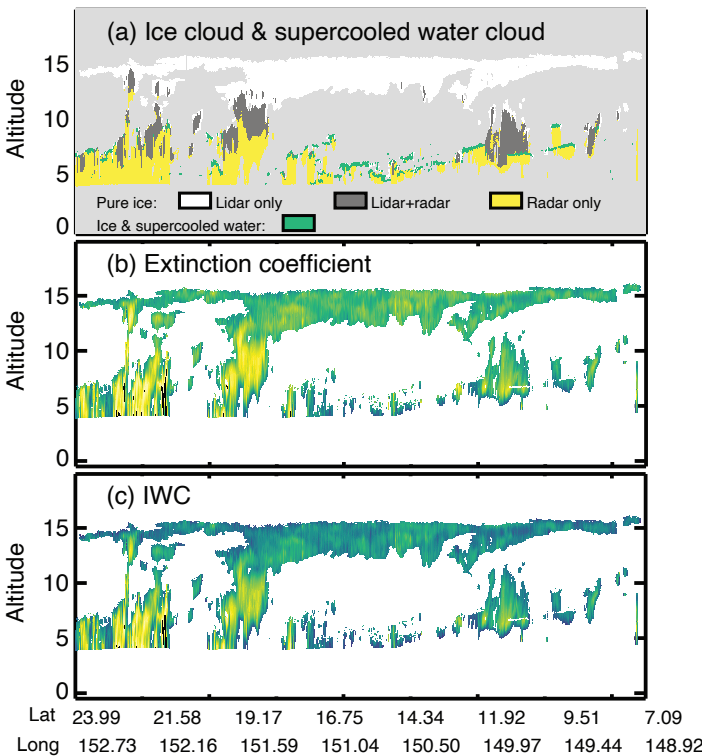 (a) Ice cloud & supercooled water cloud
Altitude
15
10
5
0
Pure ice: Lidar only Lidar+radar Radar only
Ice & supercooled water:
(b) Extinction coefficient
Altitude
15
10
5
0
(c) IWC
Altitude
15
10
5
0
Lat 23.99 21.58 19.17 16.75 14.34 11.92 9.51 7.09
Long 152.73 152.16 151.59 151.04 150.50 149.97 149.44 148.92